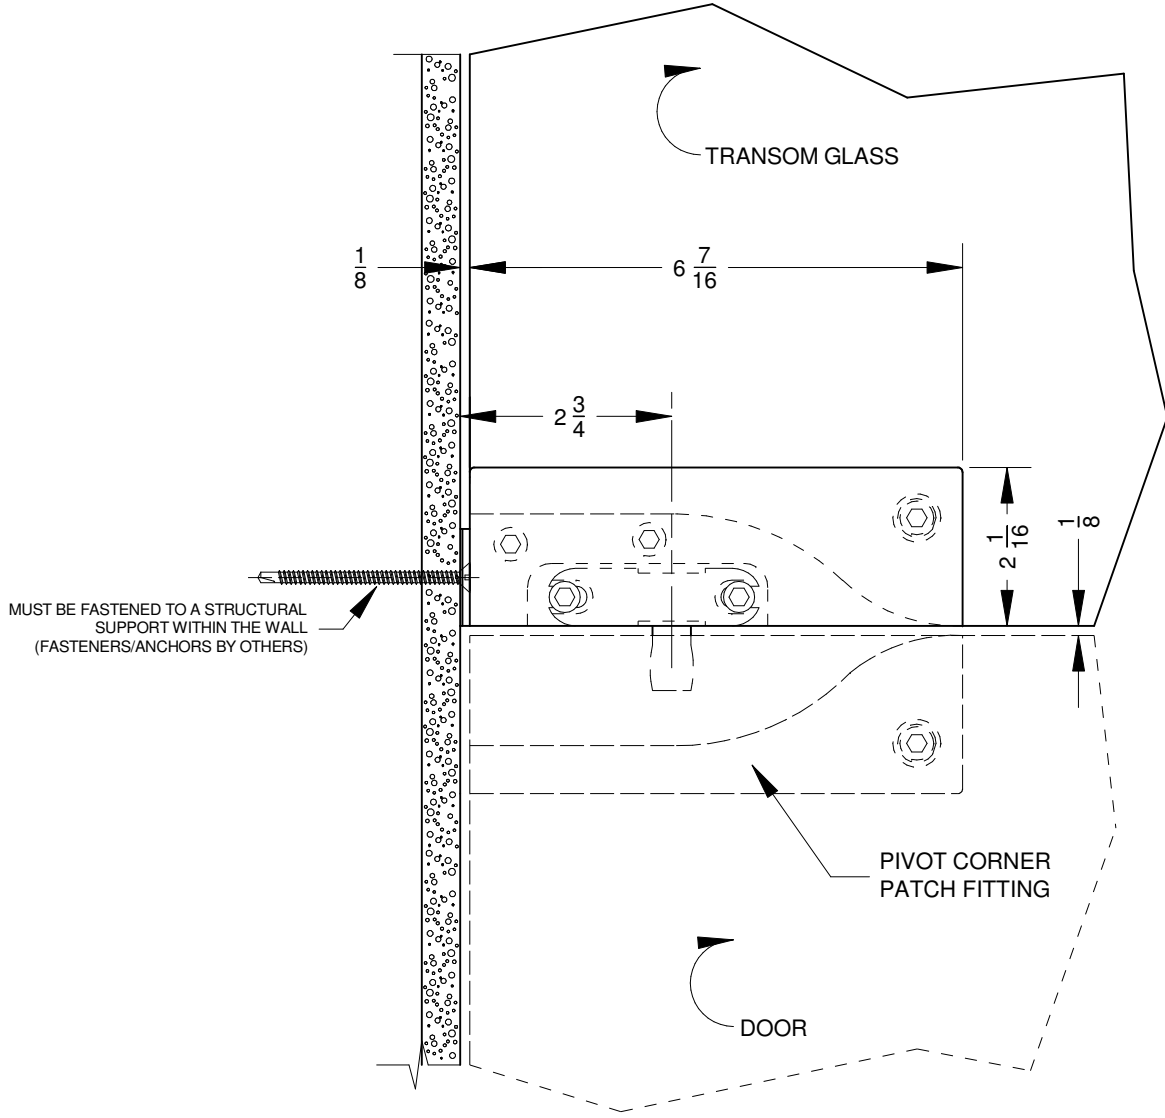 TRANSOM GLASS
1/8
6 7/16
2 3/4
2 1/16
1/8
MUST BE FASTENED TO A STRUCTURAL
SUPPORT WITHIN THE WALL
(FASTENERS/ANCHORS BY OTHERS)
PIVOT CORNER
PATCH FITTING
DOOR